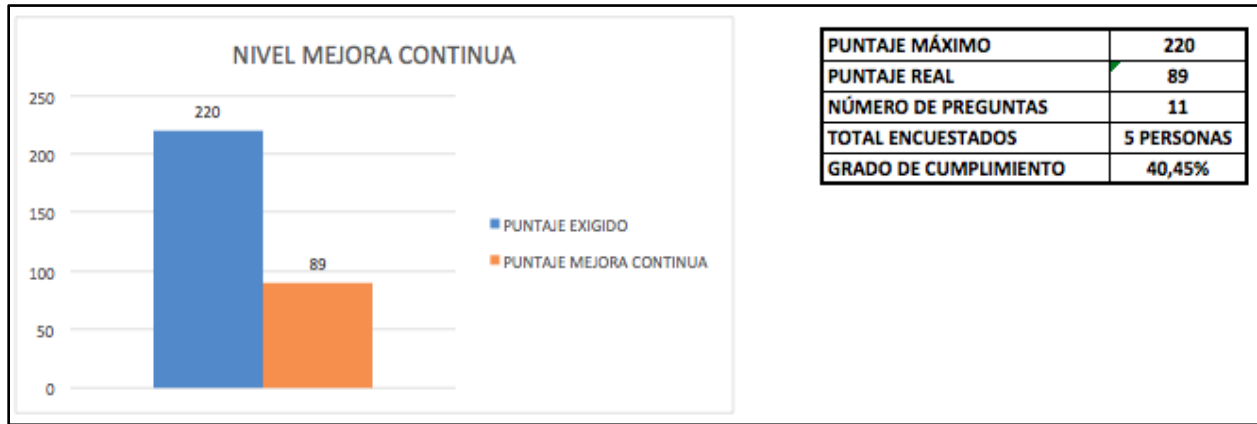 NIVEL MEJORA CONTINUA
250
200
150
100
50
0
220
89
PUNTAJE EXIGIDO
PUNTAJE MEJORA CONTINUA
PUNTAJE MÁXIMO 220
PUNTAJE REAL 89
NÚMERO DE PREGUNTAS 11
TOTAL ENCUESTADOS 5 PERSONAS
GRADO DE CUMPLIMIENTO 40,45%